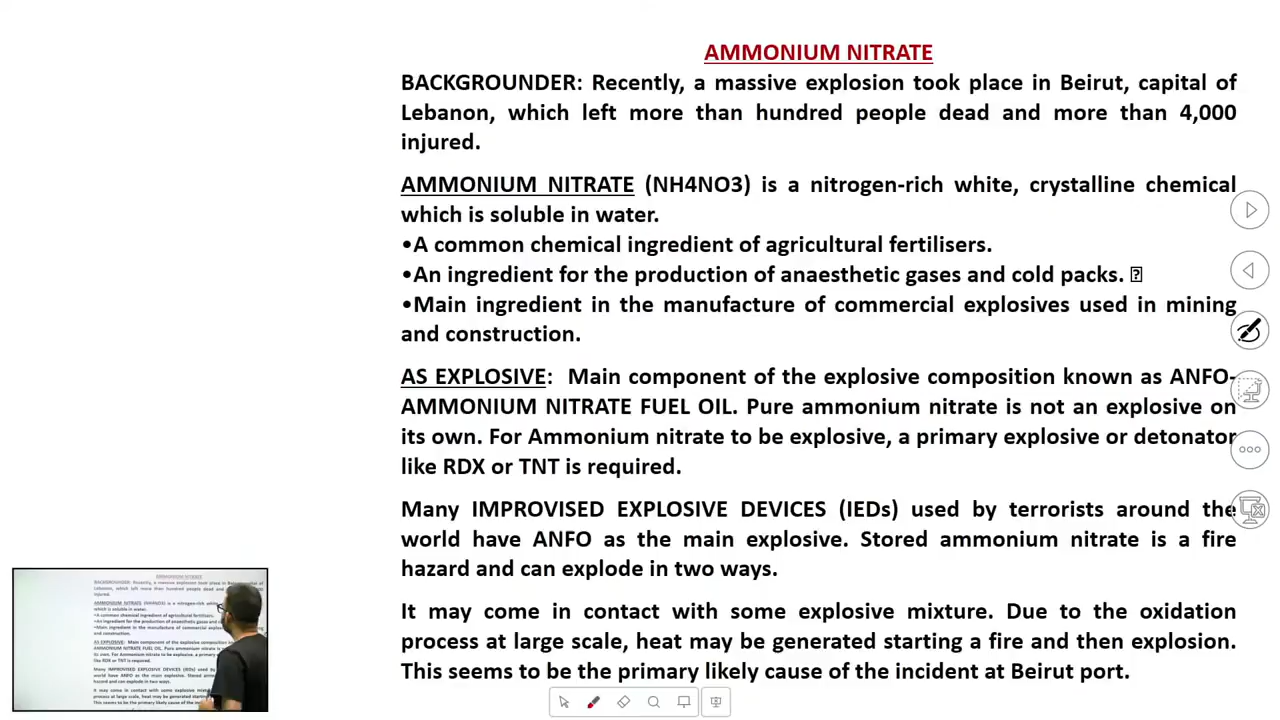 AMMONIUM NITRATE
BACKGROUNDER: Recently, a massive explosion took place in Beirut, capital of
Lebanon, which left more than hundred people dead and more than 4,000
injured.
AMMONIUM NITRATE (NH4NO3) is a nitrogen-rich white, crystalline chemical
which is soluble in water.
•A common chemical ingredient of agricultural fertilisers.
•An ingredient for the production of anaesthetic gases and cold packs.
•Main ingredient in the manufacture of commercial explosives used in mining
and construction.
AS EXPLOSIVE: Main component of the explosive composition known as ANFO-
AMMONIUM NITRATE FUEL OIL. Pure ammonium nitrate is not an explosive on
its own. For Ammonium nitrate to be explosive, a primary explosive or detonator
like RDX or TNT is required.
Many IMPROVISED EXPLOSIVE DEVICES (IEDs) used by terrorists around the
world have ANFO as the main explosive. Stored ammonium nitrate is a fire
hazard and can explode in two ways.
It may come in contact with some explosive mixture. Due to the oxidation
process at large scale, heat may be generated starting a fire and then explosion.
This seems to be the primary likely cause of the incident at Beirut port.